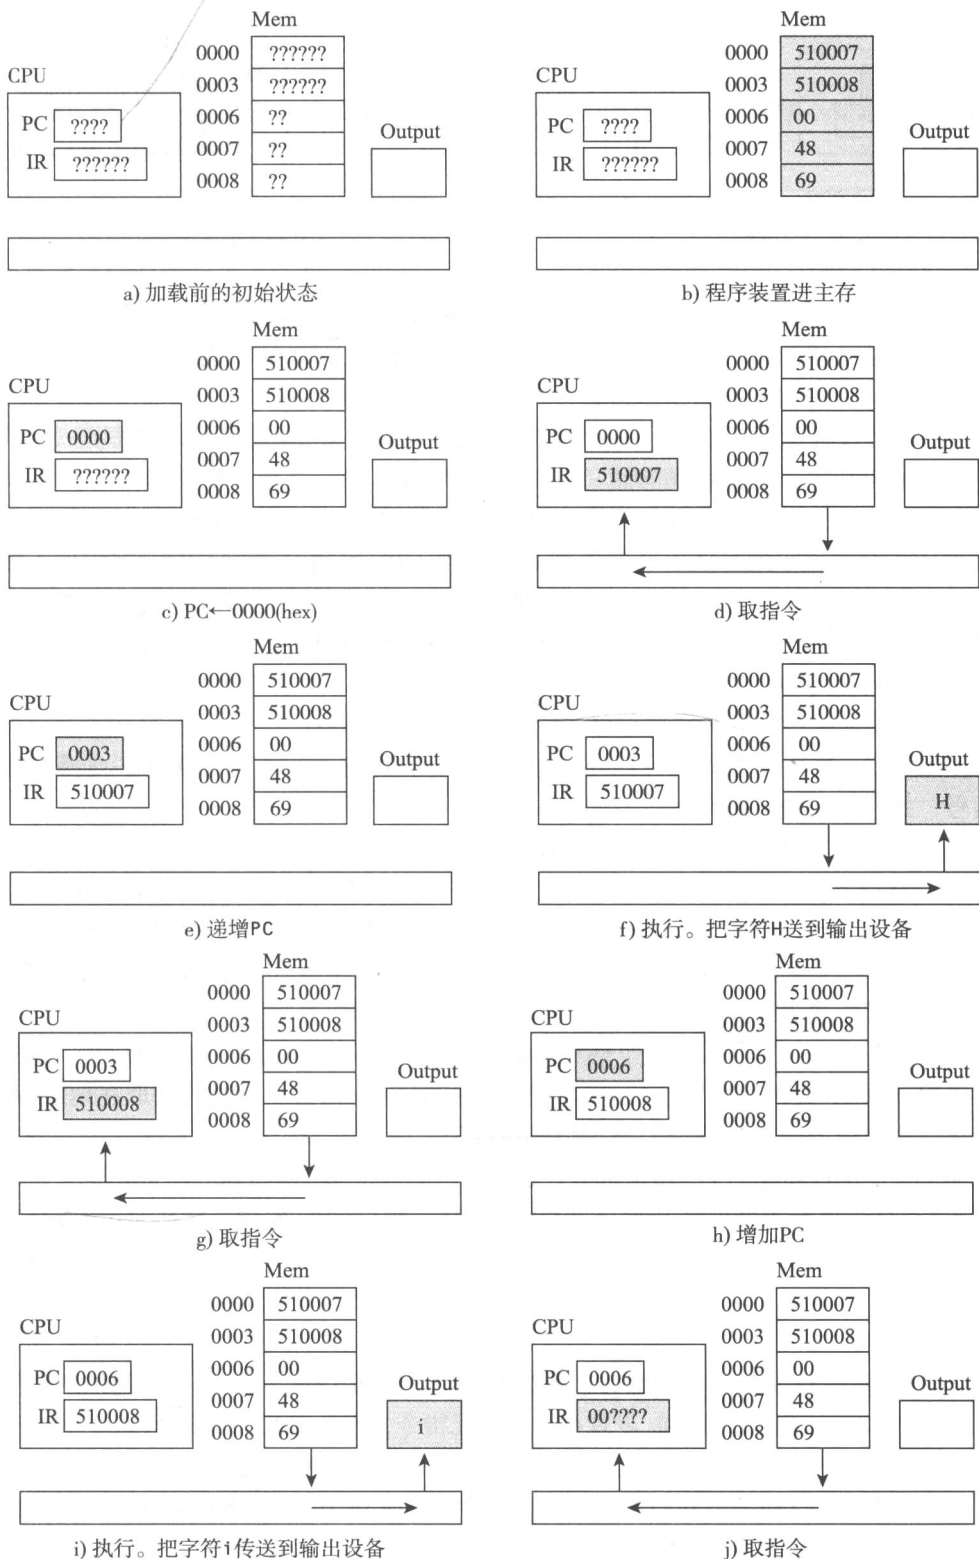 Mem
0000 ??????
CPU
0003 ??????
PC ????
0006 ??
Output
IR ??????
0007 ??
0008 ??
a) 加载前的初始状态
Mem
0000 510007
CPU
0003 510008
PC ????
0006 00
Output
IR ??????
0007 48
0008 69
b) 程序装置进主存
Mem
0000 510007
CPU
0003 510008
PC 0000
0006 00
Output
IR ??????
0007 48
0008 69
c) PC←0000(hex)
Mem
0000 510007
CPU
0003 510008
PC 0000
0006 00
Output
IR 510007
0007 48
0008 69
d) 取指令
Mem
0000 510007
CPU
0003 510008
PC 0003
0006 00
Output
IR 510007
0007 48
0008 69
e) 递增PC
Mem
0000 510007
CPU
0003 510008
PC 0003
0006 00
Output
IR 510007
0007 48
H
0008 69
f) 执行。把字符H送到输出设备
Mem
0000 510007
CPU
0003 510008
PC 0003
0006 00
Output
IR 510008
0007 48
0008 69
g) 取指令
Mem
0000 510007
CPU
0003 510008
PC 0006
0006 00
Output
IR 510008
0007 48
0008 69
h) 增加PC
Mem
0000 510007
CPU
0003 510008
PC 0006
0006 00
Output
IR 510008
0007 48
i
0008 69
i) 执行。把字符i传送到输出设备
Mem
0000 510007
CPU
0003 510008
PC 0006
0006 00
Output
IR 00????
0007 48
0008 69
j) 取指令